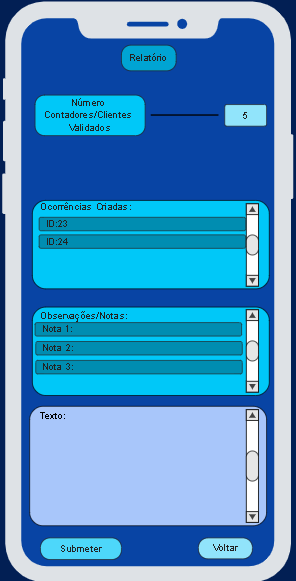 Relatório
Número
Contadores/Clientes
Validados
5
Ocorrências Criadas:
ID:23
ID:24
Observações/Notas:
Nota 1:
Nota 2:
Nota 3:
Texto:
Submeter
Voltar